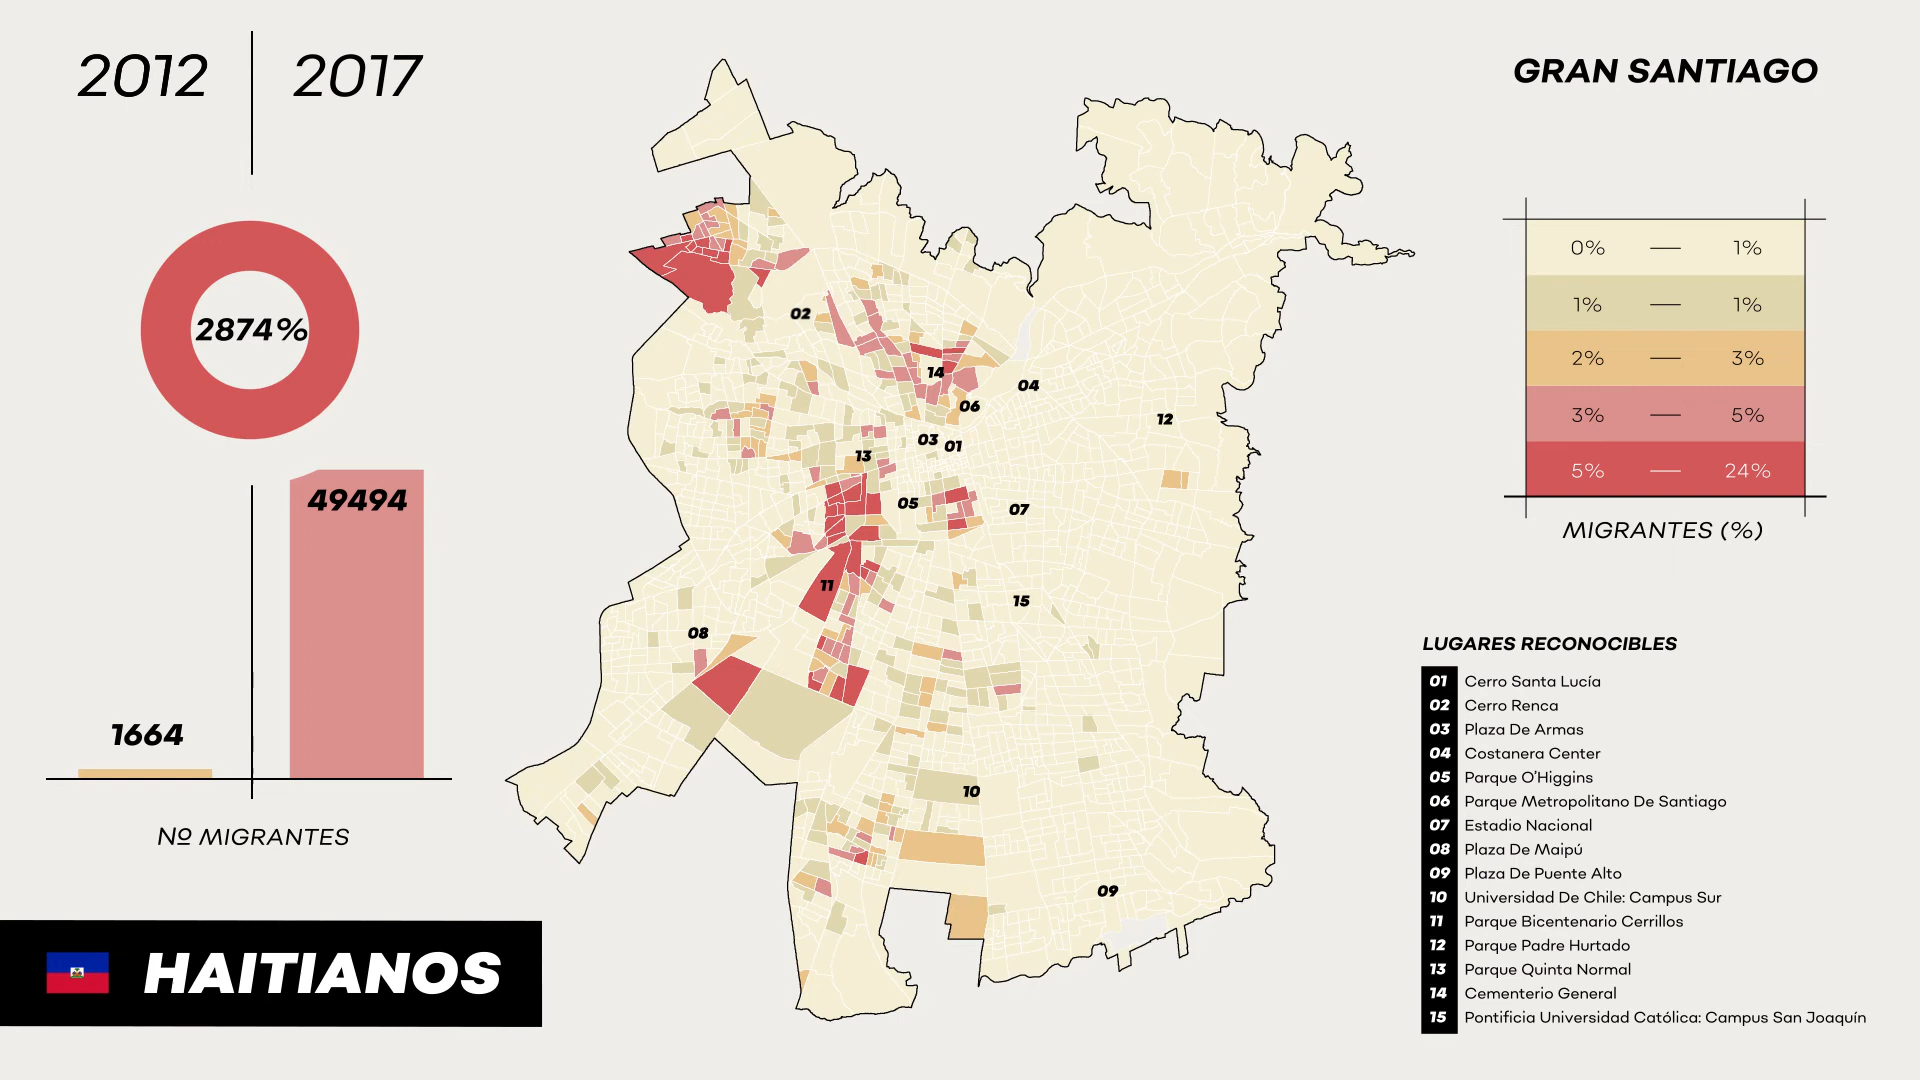 2012 2017
2874%
49494
1664
Nº MIGRANTES
HAITIANOS
02
14
04
06
12
03 01
13
05
07
11
15
08
10
09
GRAN SANTIAGO
0% — 1%
1% — 1%
2% — 3%
3% — 5%
5% — 24%
MIGRANTES (%)
LUGARES RECONOCIBLES
01 Cerro Santa Lucía
02 Cerro Renca
03 Plaza De Armas
04 Costanera Center
05 Parque O'Higgins
06 Parque Metropolitano De Santiago
07 Estadio Nacional
08 Plaza De Maipú
09 Plaza De Puente Alto
10 Universidad De Chile: Campus Sur
11 Parque Bicentenario Cerrillos
12 Parque Padre Hurtado
13 Parque Quinta Normal
14 Cementerio General
15 Pontificia Universidad Católica: Campus San Joaquín